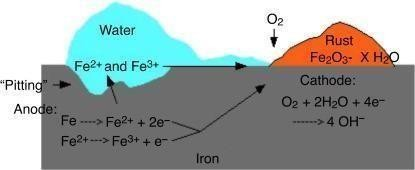 Water
O₂
Rust
Fe₂O₃- X H₂O
Fe²⁺ and Fe³⁺
"Pitting"
Anode:
Fe ----> Fe²⁺ + 2e⁻
Fe²⁺---> Fe³⁺ + e⁻
Cathode:
O₂ + 2H₂O + 4e⁻
-----> 4 OH⁻
Iron